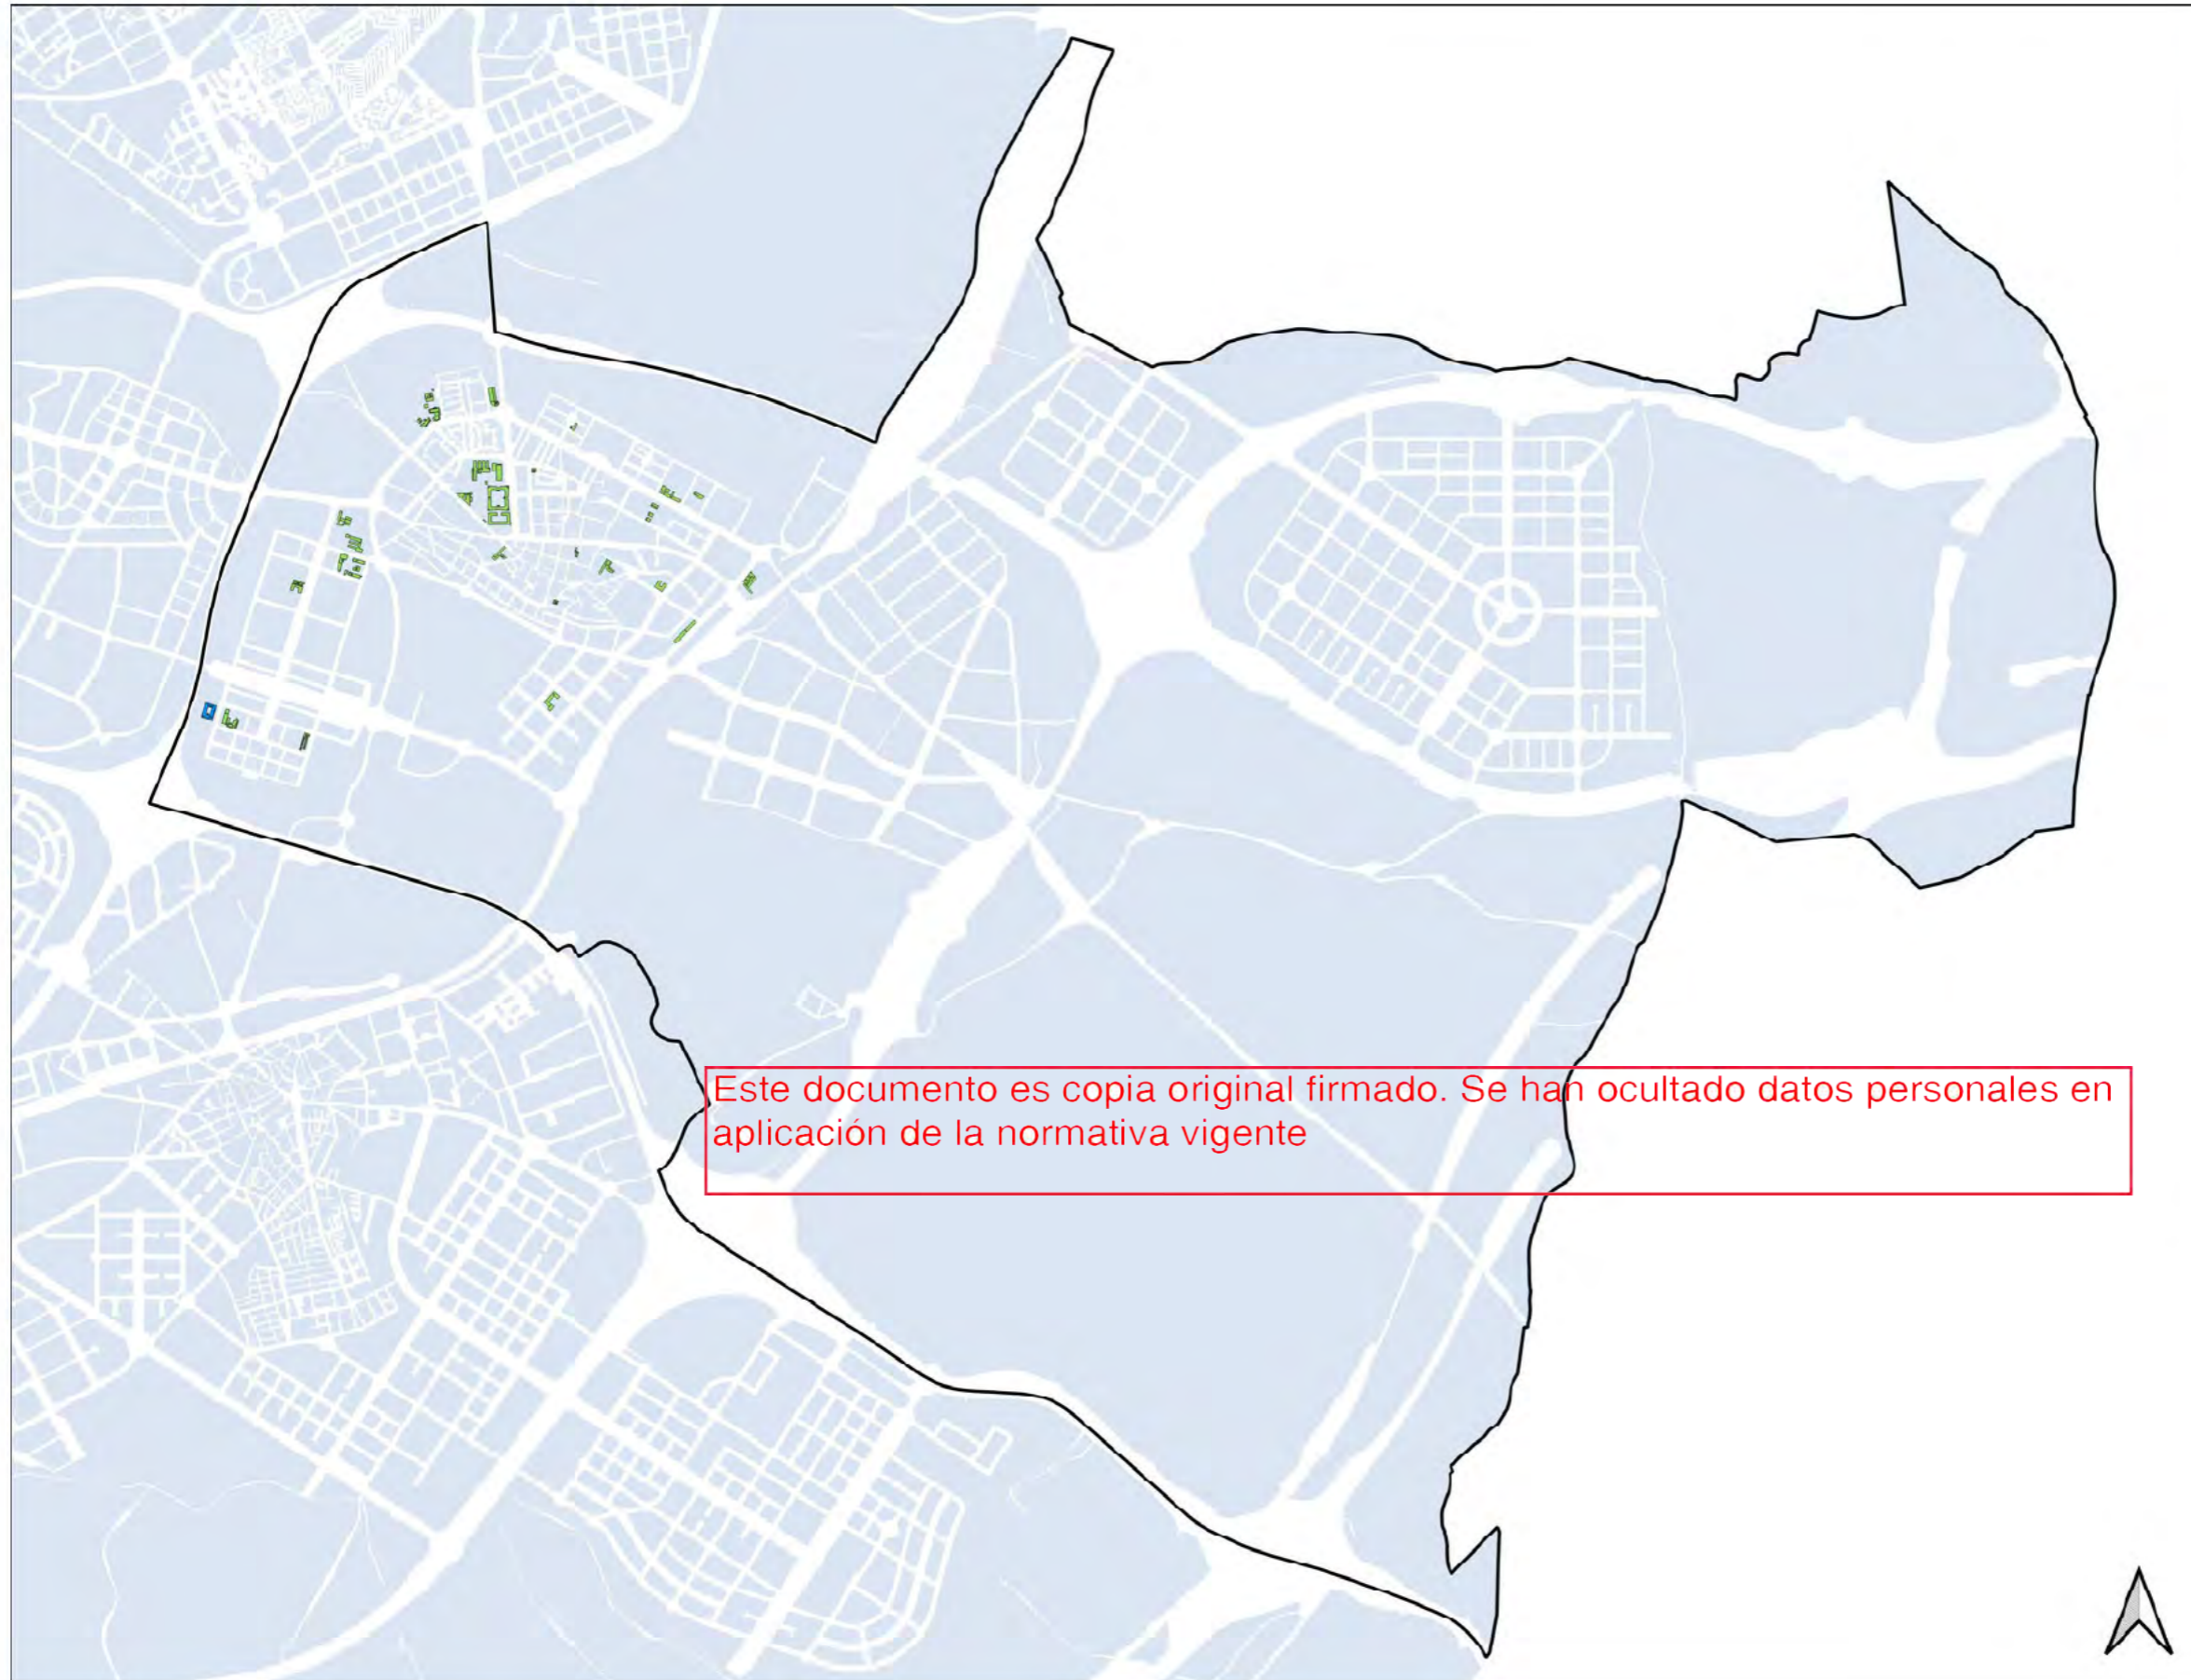 Este documento es copia original firmado. Se han ocultado datos personales en
aplicación de la normativa vigente